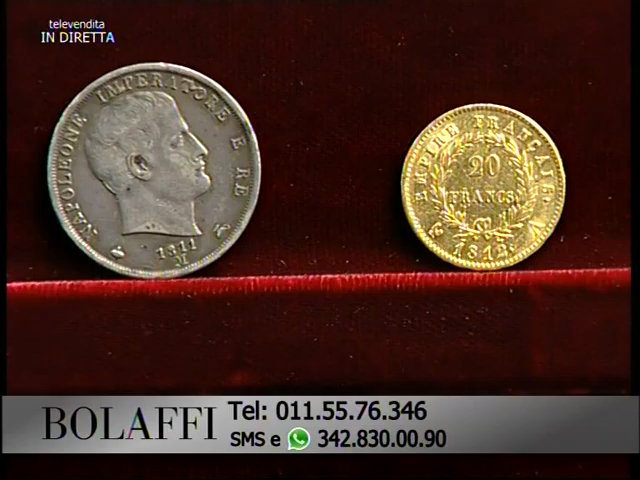 televendita
IN DIRETTA
NAPOLEONE IMPERATORE E RE
1811
M
EMPIRE FRANÇAIS.
20
FRANCS.
1812.
A
BOLAFFI
Tel: 011.55.76.346
SMS e 342.830.00.90